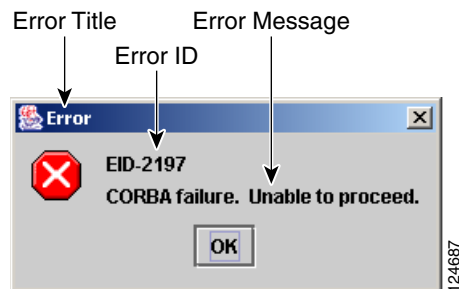 Error Title Error Message
Error ID
Error
EID-2197
CORBA failure. Unable to proceed.
OK
124687